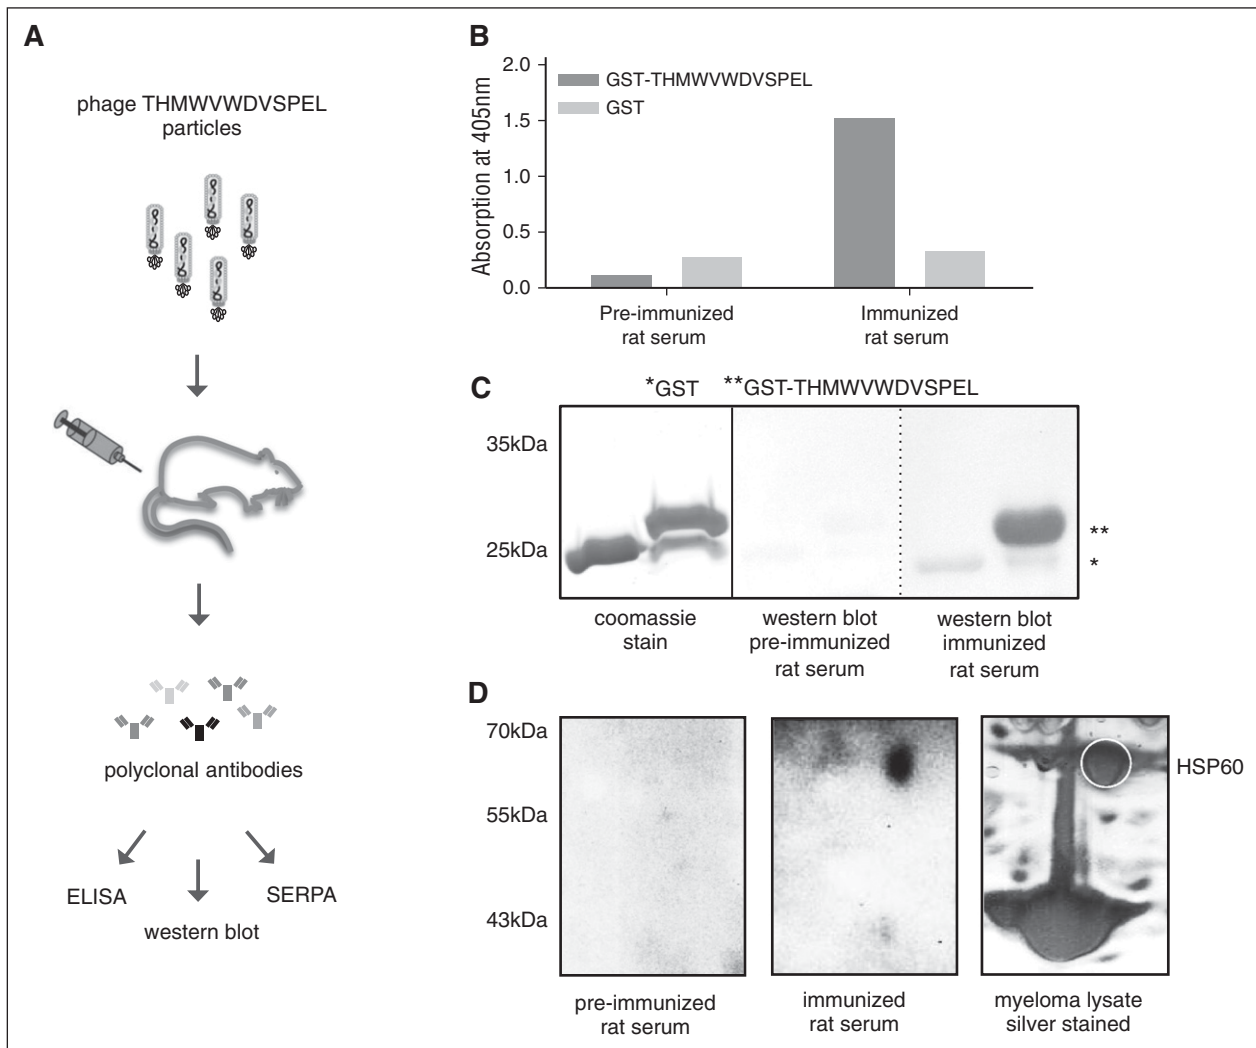 A
phage THMWVWDVSPEL
particles
polyclonal antibodies
ELISA
SERPA
western blot
B
2.0
1.5
1.0
0.5
0.0
Absorption at 405nm
GST-THMWVWDVSPEL
GST
Pre-immunized
rat serum
Immunized
rat serum
C
*GST
**GST-THMWVWDVSPEL
35kDa
25kDa
**
*
coomassie
stain
western blot
pre-immunized
rat serum
western blot
immunized
rat serum
D
70kDa
55kDa
43kDa
HSP60
pre-immunized
rat serum
immunized
rat serum
myeloma lysate
silver stained